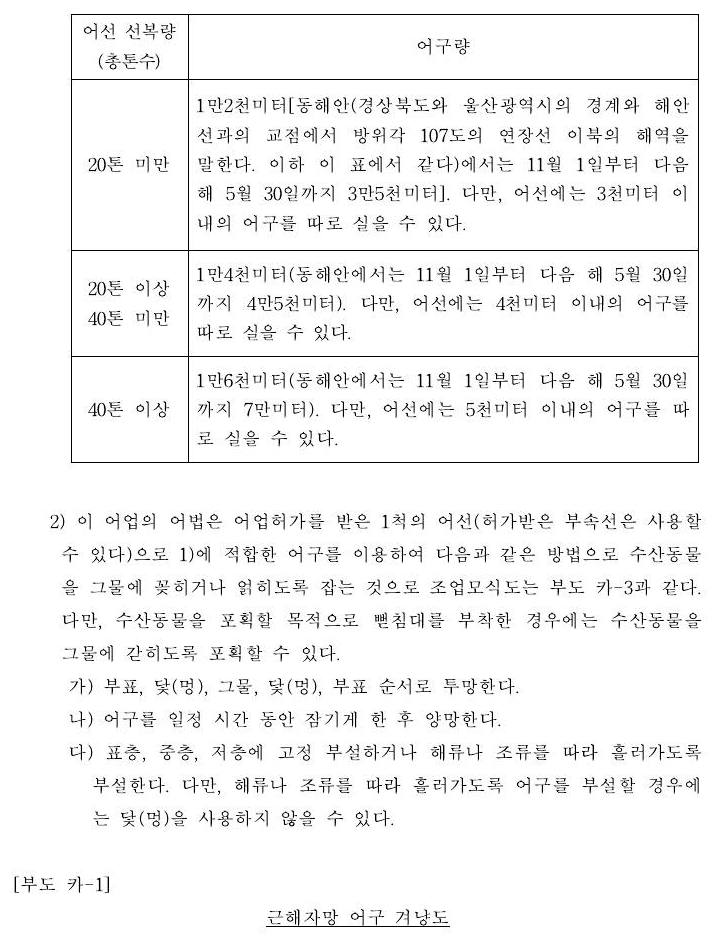 어선 선복량
(총톤수)
어구량
20톤 미만
1만2천미터[동해안(경상북도와 울산광역시의 경계와 해안
선과의 교점에서 방위각 107도의 연장선 이북의 해역을
말한다. 이하 이 표에서 같다)에서는 11월 1일부터 다음
해 5월 30일까지 3만5천미터]. 다만, 어선에는 3천미터 이
내의 어구를 따로 실을 수 있다.
20톤 이상
40톤 미만
1만4천미터(동해안에서는 11월 1일부터 다음 해 5월 30일
까지 4만5천미터). 다만, 어선에는 4천미터 이내의 어구를
따로 실을 수 있다.
40톤 이상
1만6천미터(동해안에서는 11월 1일부터 다음 해 5월 30일
까지 7만미터). 다만, 어선에는 5천미터 이내의 어구를 따
로 실을 수 있다.
2) 이 어업의 어법은 어업허가를 받은 1척의 어선(허가받은 부속선은 사용할
수 있다)으로 1)에 적합한 어구를 이용하여 다음과 같은 방법으로 수산동물
을 그물에 꽂히거나 얽히도록 잡는 것으로 조업모식도는 부도 카-3과 같다.
다만, 수산동물을 포획할 목적으로 뻗침대를 부착한 경우에는 수산동물을
그물에 갇히도록 포획할 수 있다.
가) 부표, 닻(멍), 그물, 닻(멍), 부표 순서로 투망한다.
나) 어구를 일정 시간 동안 잠기게 한 후 양망한다.
다) 표층, 중층, 저층에 고정 부설하거나 해류나 조류를 따라 흘러가도록
부설한다. 다만, 해류나 조류를 따라 흘러가도록 어구를 부설할 경우에
는 닻(멍)을 사용하지 않을 수 있다.
[부도 카-1]
근해자망 어구 겨냥도